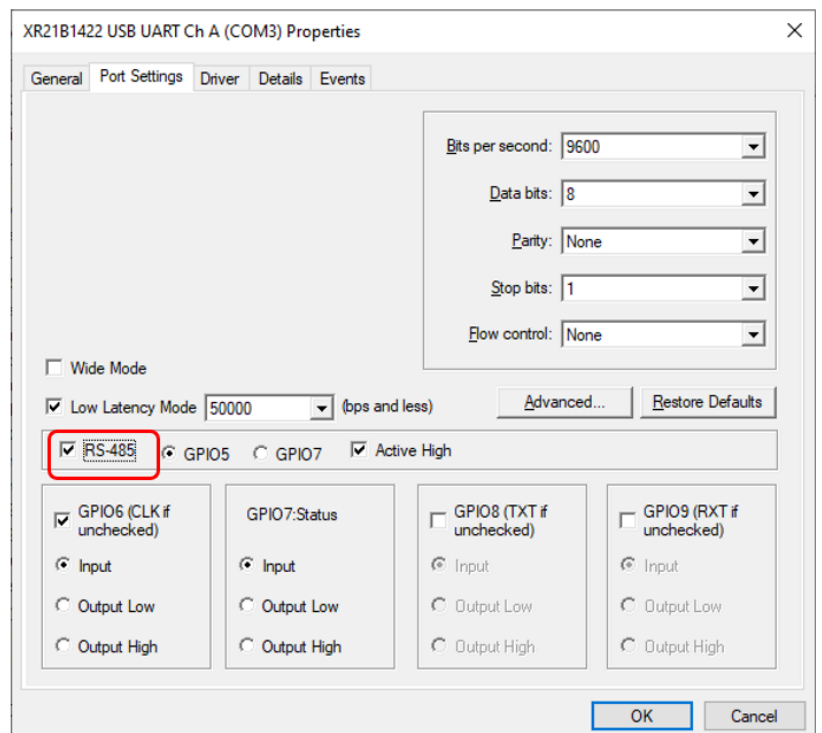 XR21B1422 USB UART Ch A (COM3) Properties
General Port Settings Driver Details Events
Bits per second: 9600
Data bits: 8
Parity: None
Stop bits: 1
Flow control: None
Wide Mode
Low Latency Mode 50000 (bps and less) Advanced... Restore Defaults
RS-485 GPIO5 GPIO7 Active High
GPIO6 (CLK if
unchecked)
Input
Output Low
Output High
GPIO7:Status
Input
Output Low
Output High
GPIO8 (TXT if
unchecked)
Input
Output Low
Output High
GPIO9 (RXT if
unchecked)
Input
Output Low
Output High
OK Cancel